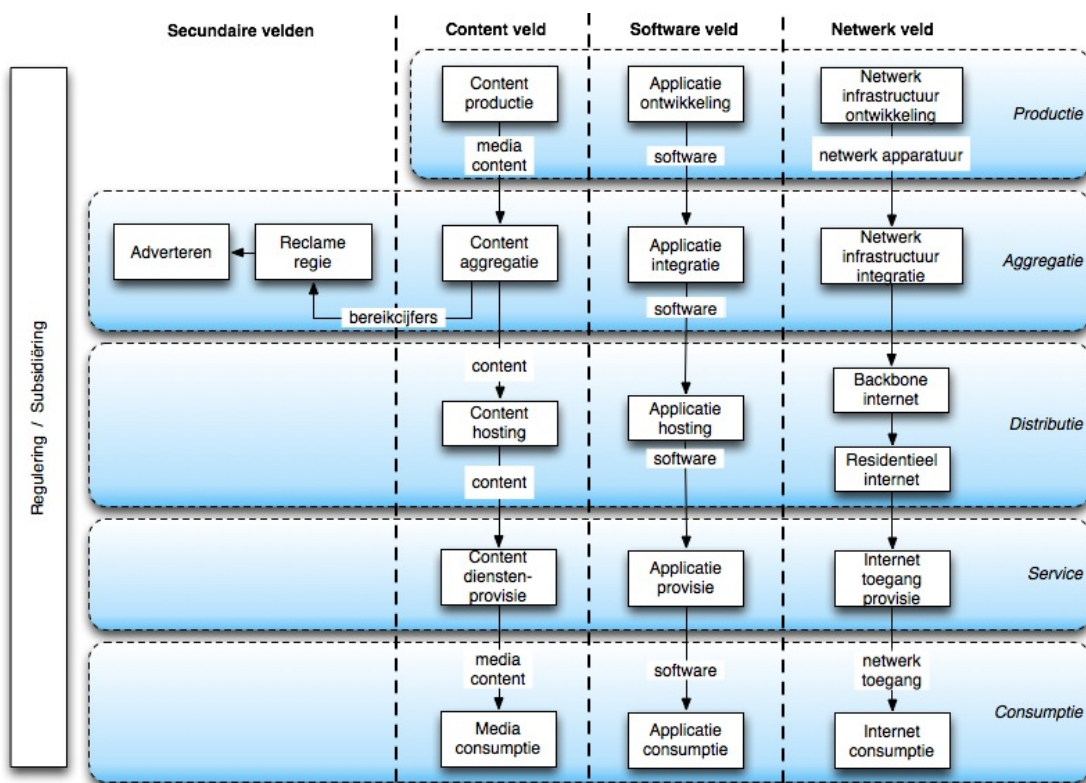 Secundaire velden
Content veld
Software veld
Netwerk veld
Regulering / Subsidiëring
Content
productie
Applicatie
ontwikkeling
Netwerk
infrastructuur
ontwikkeling
Productie
media
content
software
netwerk apparatuur
Adverteren
Reclame
regie
Content
aggregatie
Applicatie
integratie
Netwerk
infrastructuur
integratie
Aggregatie
bereikcijfers
software
content
Backbone
internet
Content
hosting
Applicatie
hosting
Distributie
software
Residentieel
internet
content
Content
diensten-
provisie
Applicatie
provisie
Internet
toegang
provisie
Service
media
content
software
netwerk
toegang
Media
consumptie
Applicatie
consumptie
Internet
consumptie
Consumptie